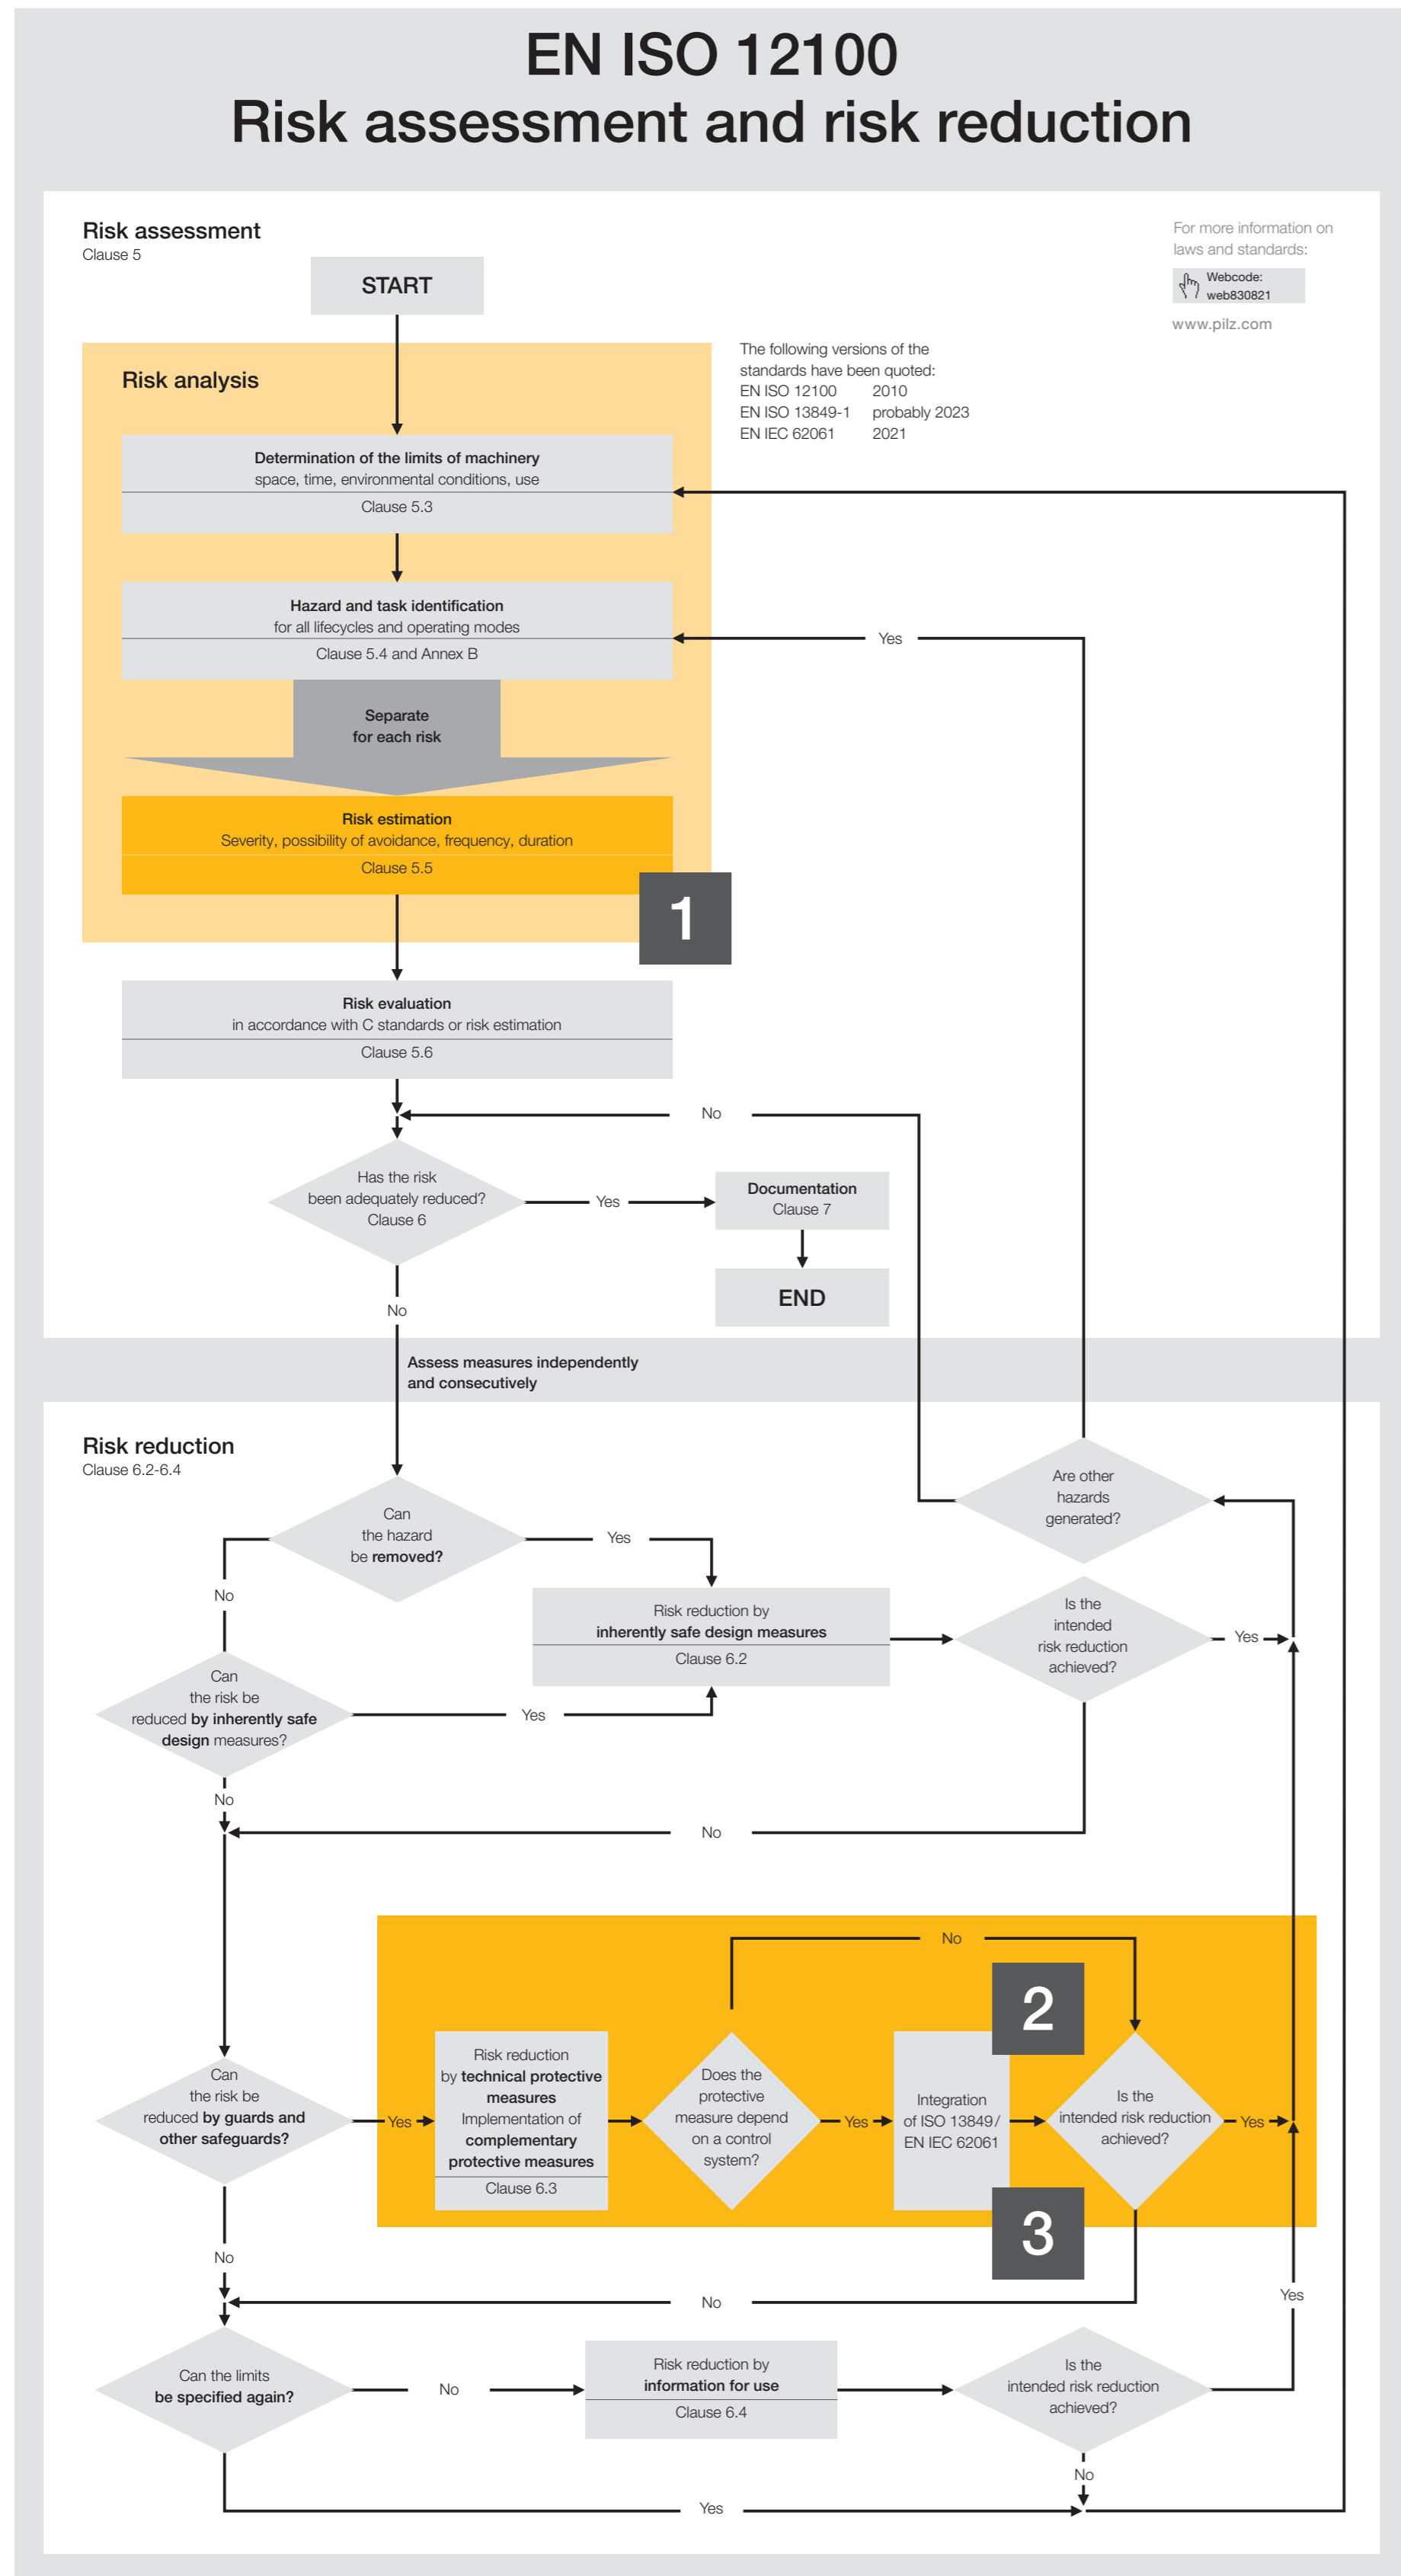 EN ISO 12100
Risk assessment and risk reduction
Risk assessment
Clause 5
For more information on
laws and standards:
Webcode:
web830821
www.pilz.com
START
The following versions of the
standards have been quoted:
EN ISO 12100 2010
EN ISO 13849-1 probably 2023
EN IEC 62061 2021
Risk analysis
Determination of the limits of machinery
space, time, environmental conditions, use
Clause 5.3
Hazard and task identification
for all lifecycles and operating modes
Clause 5.4 and Annex B
Yes
Separate
for each risk
Risk estimation
Severity, possibility of avoidance, frequency, duration
Clause 5.5
1
Risk evaluation
in accordance with C standards or risk estimation
Clause 5.6
No
Has the risk
been adequately reduced?
Clause 6
Yes
Documentation
Clause 7
END
No
Assess measures independently
and consecutively
Risk reduction
Clause 6.2-6.4
Are other
hazards
generated?
Can
the hazard
be removed?
Yes
No
Risk reduction by
inherently safe design measures
Clause 6.2
Is the
intended
risk reduction
achieved?
Yes
Can
the risk be
reduced by inherently safe
design measures?
Yes
No
No
No
2
Can
the risk be
reduced by guards and
other safeguards?
Yes
Risk reduction
by technical protective
measures
Implementation of
complementary
protective measures
Clause 6.3
Does the
protective
measure depend
on a control
system?
Yes
Integration
of ISO 13849/
EN IEC 62061
Is the
intended risk reduction
achieved?
Yes
3
No
No
Yes
Can the limits
be specified again?
No
Risk reduction by
information for use
Clause 6.4
Is the
intended risk reduction
achieved?
No
Yes